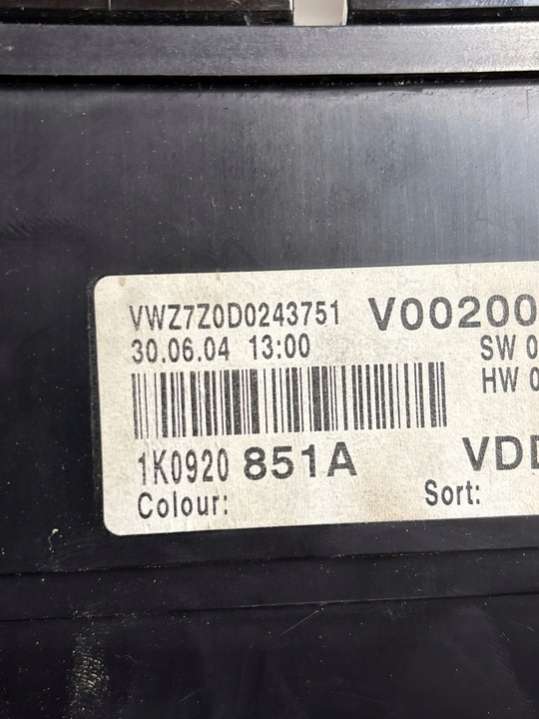 VWZ7Z0D0243751 V00200
30.06.04 13:00 SW 0
HW 0
1K0920 851A VDD
Colour: Sort: